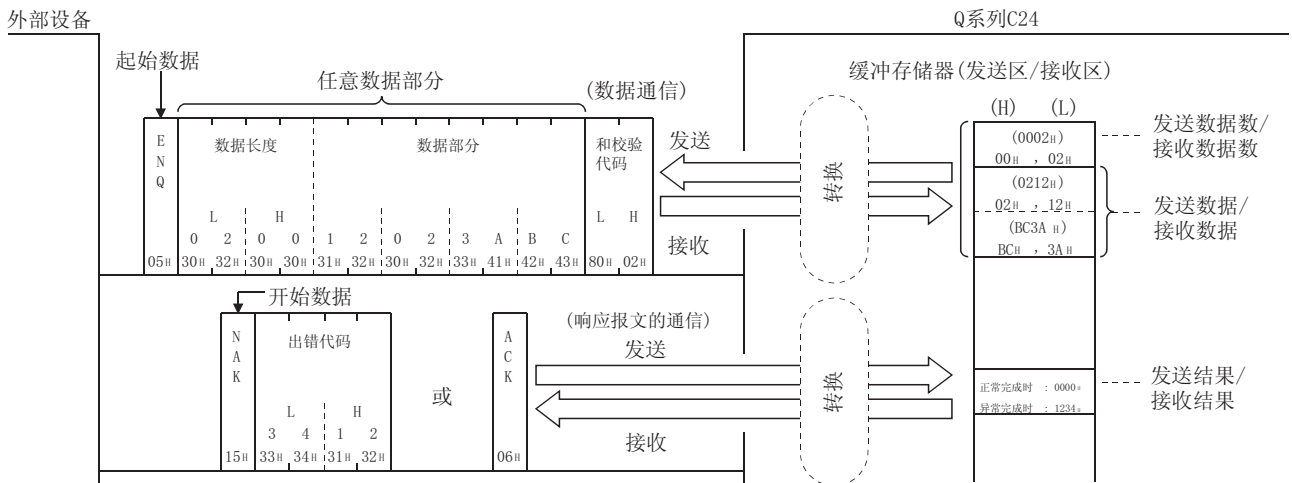 外部设备
Q系列C24
起始数据
任意数据部分
(数据通信)
缓冲存储器(发送区/接收区)
(H) (L)
E
N
Q
数据长度
数据部分
和校验
代码
发送
转换
(0002H)
00H , 02H
发送数据数/
接收数据数
(0212H)
02H , 12H
(BC3A H)
BCH , 3A H
发送数据/
接收数据
L H
L H
0 2 0 0 1 2 0 2 3 A B C
05H 30H 32H 30H 30H 31H 32H 30H 32H 33H 41H 42H 43H 80H 02H
接收
开始数据
N
A
K
出错代码
L H
3 4 1 2
15H 33H 34H 31H 32H
或
A
C
K
06H
(响应报文的通信)
发送
接收
转换
正常完成时 : 0000H
异常完成时 : 1234H
发送结果/
接收结果